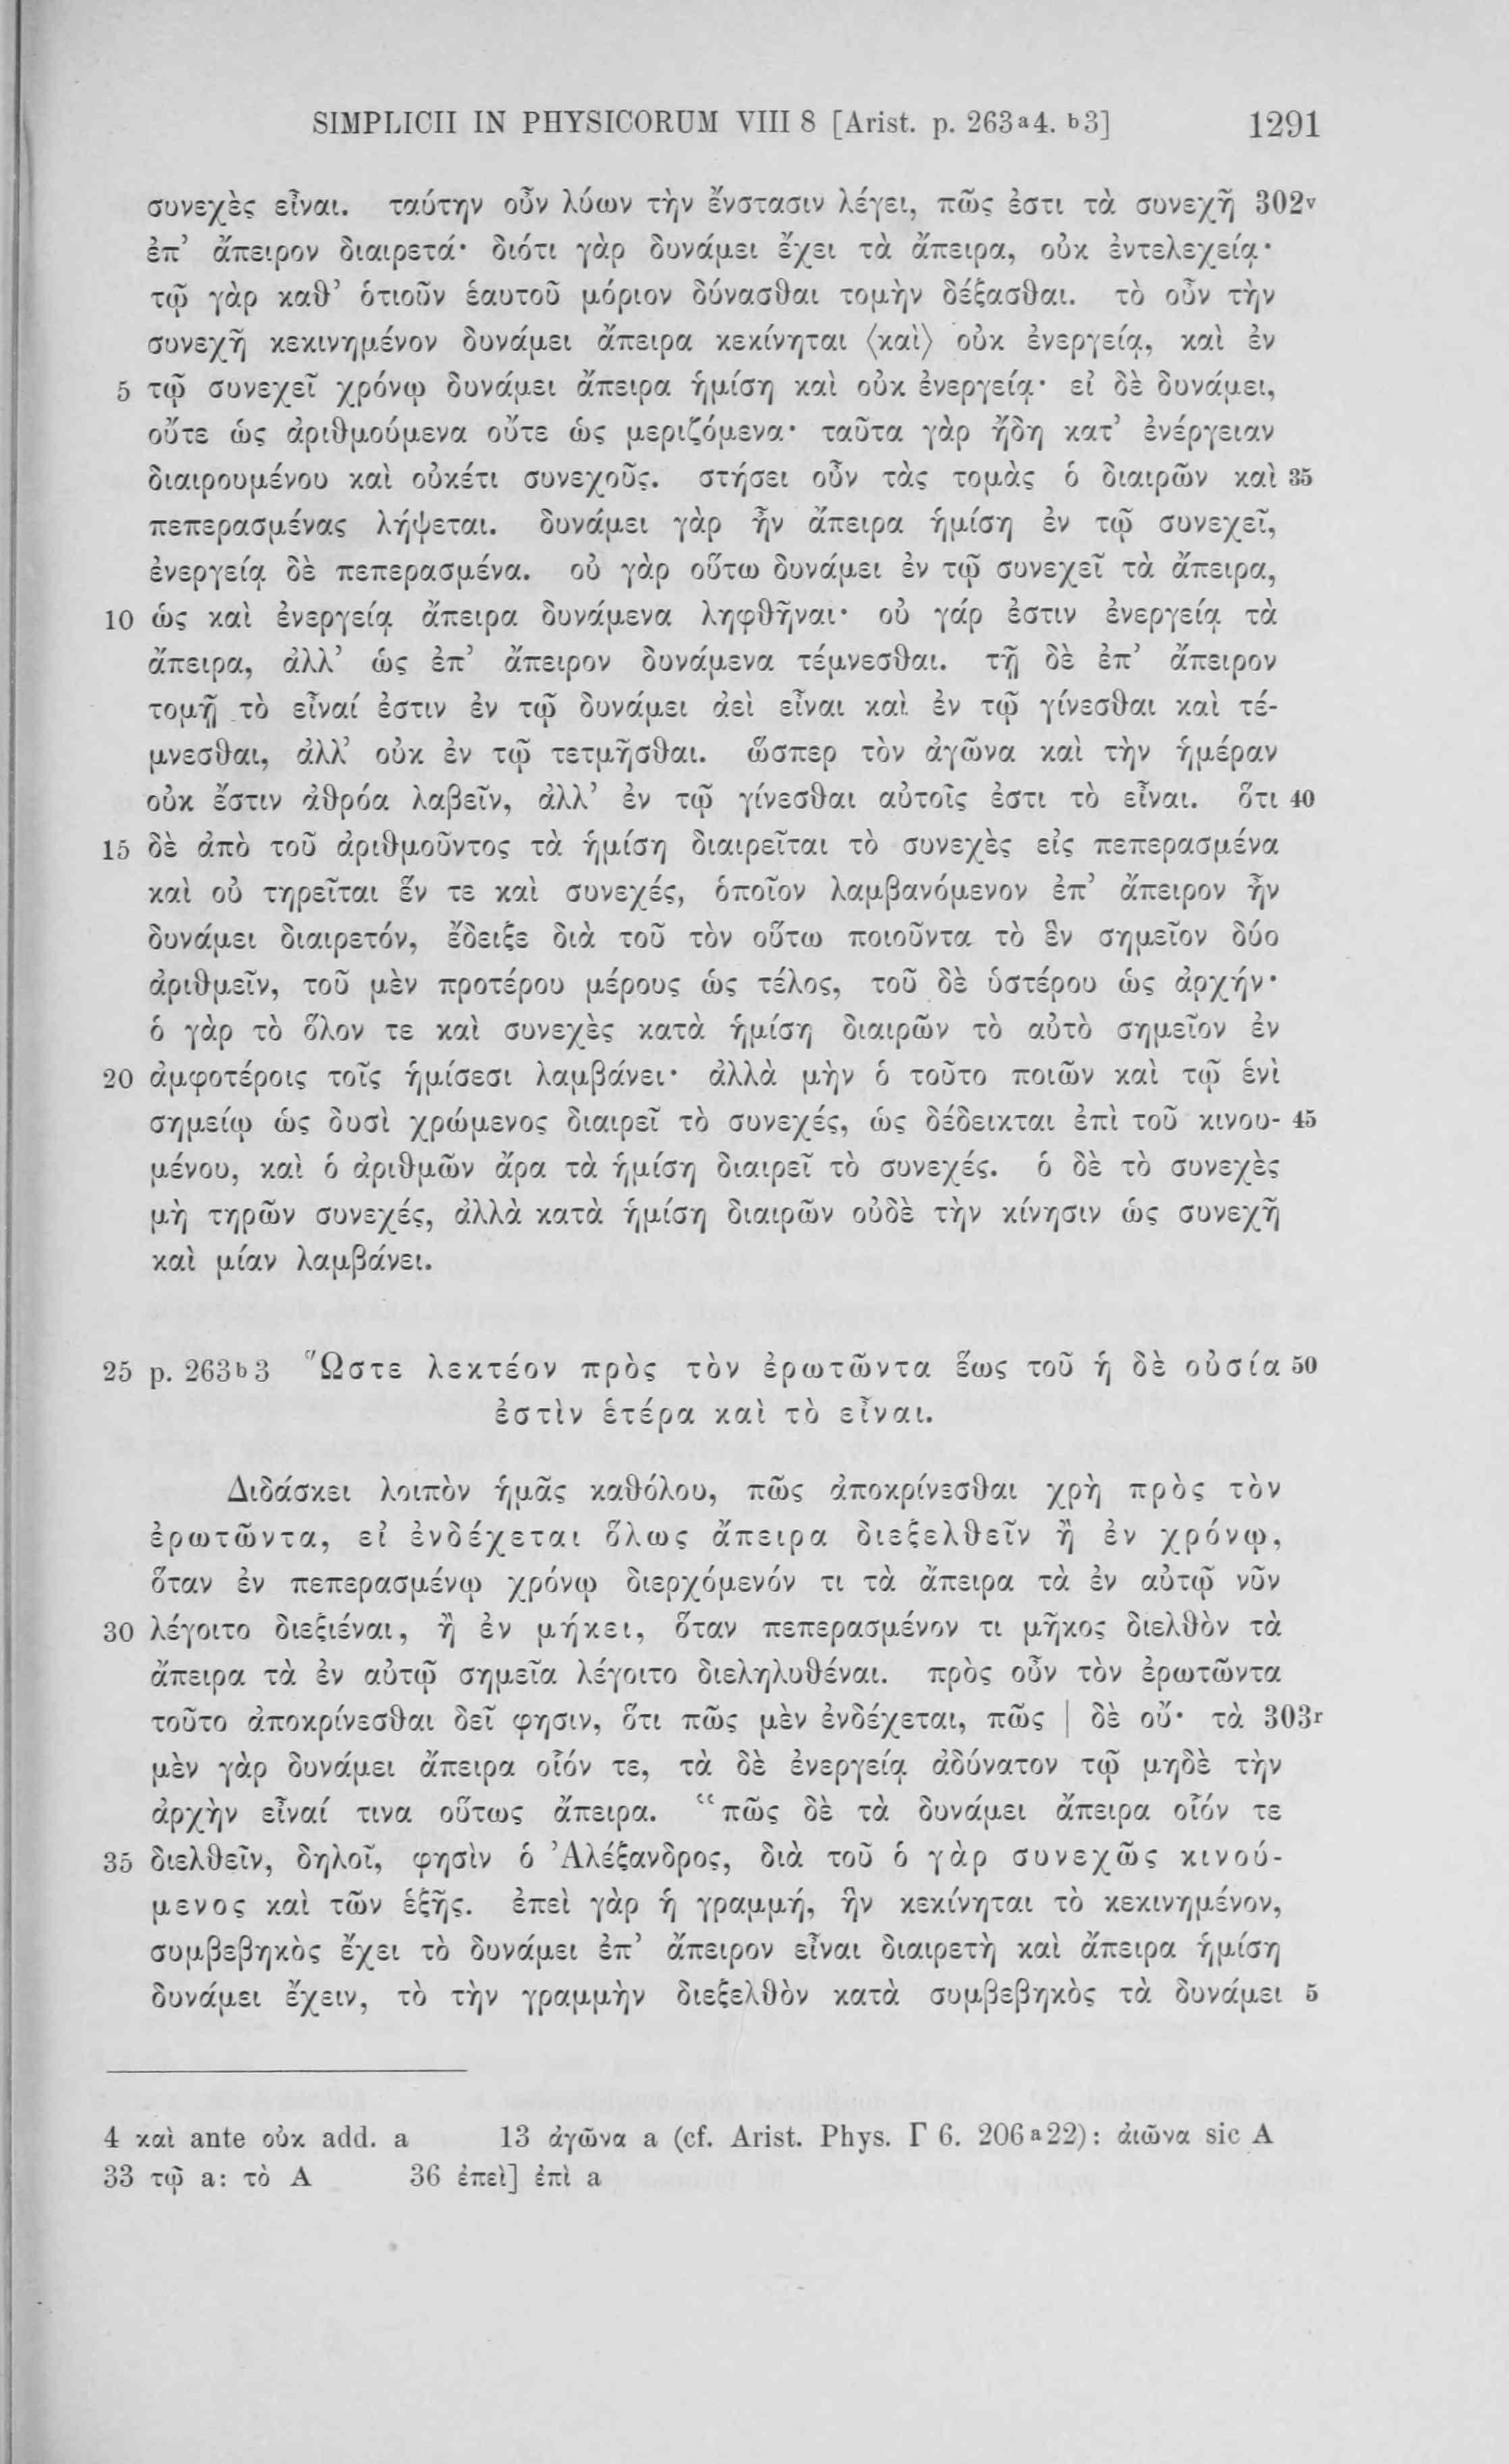 SIMPLICII IN PHYSICORUM VIII 8 [Arist. p. 263a4. b3] 1291
συνεχὲς εἶναι. ταύτην οὖν λύων τὴν ἔνστασιν λέγει, πῶς ἐστι τὰ συνεχῆ 302v
ἐπ’ ἄπειρον διαιρετά· διότι γὰρ δυνάμει ἔχει τὰ ἄπειρα, οὐκ ἐντελεχείᾳ·
τῷ γὰρ καθ’ ὁτιοῦν ἑαυτοῦ μόριον δύνασθαι τομὴν δέξασθαι. τὸ οὖν τὴν
συνεχῆ κεκινημένον δυνάμει ἄπειρα κεκίνηται ⟨καὶ⟩ οὐκ ἐνεργείᾳ, καὶ ἐν
5 τῷ συνεχεῖ χρόνῳ δυνάμει ἄπειρα ἡμίση καὶ οὐκ ἐνεργείᾳ· εἰ δὲ δυνάμει,
οὔτε ὡς ἀριθμούμενα οὔτε ὡς μεριζόμενα· ταῦτα γὰρ ἤδη κατ’ ἐνέργειαν
διαιρουμένου καὶ οὐκέτι συνεχοῦς. στήσει οὖν τὰς τομὰς ὁ διαιρῶν καὶ 35
πεπερασμένας λήψεται. δυνάμει γὰρ ἦν ἄπειρα ἡμίση ἐν τῷ συνεχεῖ,
ἐνεργείᾳ δὲ πεπερασμένα. οὐ γὰρ οὕτω δυνάμει ἐν τῷ συνεχεῖ τὰ ἄπειρα,
10 ὡς καὶ ἐνεργείᾳ ἄπειρα δυνάμενα ληφθῆναι· οὐ γάρ ἐστιν ἐνεργείᾳ τὰ
ἄπειρα, ἀλλ’ ὡς ἐπ’ ἄπειρον δυνάμενα τέμνεσθαι. τῇ δὲ ἐπ’ ἄπειρον
τομῇ τὸ εἶναί ἐστιν ἐν τῷ δυνάμει ἀεὶ εἶναι καὶ ἐν τῷ γίνεσθαι καὶ τέ-
μνεσθαι, ἀλλ’ οὐκ ἐν τῷ τετμῆσθαι. ὥσπερ τὸν ἀγῶνα καὶ τὴν ἡμέραν
οὐκ ἔστιν ἀθρόα λαβεῖν, ἀλλ’ ἐν τῷ γίνεσθαι αὐτοῖς ἐστι τὸ εἶναι. ὅτι 40
15 δὲ ἀπὸ τοῦ ἀριθμοῦντος τὰ ἡμίση διαιρεῖται τὸ συνεχὲς εἰς πεπερασμένα
καὶ οὐ τηρεῖται ἕν τε καὶ συνεχές, ὁποῖον λαμβανόμενον ἐπ’ ἄπειρον ἦν
δυνάμει διαιρετόν, ἔδειξε διὰ τοῦ τὸν οὕτω ποιοῦντα τὸ ἓν σημεῖον δύο
ἀριθμεῖν, τοῦ μὲν προτέρου μέρους ὡς τέλος, τοῦ δὲ ὑστέρου ὡς ἀρχήν·
ὁ γὰρ τὸ ὅλον τε καὶ συνεχὲς κατὰ ἡμίση διαιρῶν τὸ αὐτὸ σημεῖον ἐν
20 ἀμφοτέροις τοῖς ἡμίσεσι λαμβάνει· ἀλλὰ μὴν ὁ τοῦτο ποιῶν καὶ τῷ ἑνὶ
σημείῳ ὡς δυσὶ χρώμενος διαιρεῖ τὸ συνεχές, ὡς δέδεικται ἐπὶ τοῦ κινου- 45
μένου, καὶ ὁ ἀριθμῶν ἄρα τὰ ἡμίση διαιρεῖ τὸ συνεχές. ὁ δὲ τὸ συνεχὲς
μὴ τηρῶν συνεχές, ἀλλὰ κατὰ ἡμίση διαιρῶν οὐδὲ τὴν κίνησιν ὡς συνεχῆ
καὶ μίαν λαμβάνει.
25 p. 263b3 Ὥστε λεκτέον πρὸς τὸν ἐρωτῶντα ἕως τοῦ ἡ δὲ οὐσία 50
ἐστὶν ἑτέρα καὶ τὸ εἶναι.
Διδάσκει λοιπὸν ἡμᾶς καθόλου, πῶς ἀποκρίνεσθαι χρὴ πρὸς τὸν
ἐρωτῶντα, εἰ ἐνδέχεται ὅλως ἄπειρα διεξελθεῖν ἢ ἐν χρόνῳ,
ὅταν ἐν πεπερασμένῳ χρόνῳ διερχόμενόν τι τὰ ἄπειρα τὰ ἐν αὐτῷ νῦν
30 λέγοιτο διεξιέναι, ἢ ἐν μήκει, ὅταν πεπερασμένον τι μῆκος διελθὸν τὰ
ἄπειρα τὰ ἐν αὐτῷ σημεῖα λέγοιτο διεληλυθέναι. πρὸς οὖν τὸν ἐρωτῶντα
τοῦτο ἀποκρίνεσθαι δεῖ φησιν, ὅτι πῶς μὲν ἐνδέχεται, πῶς | δὲ οὔ· τὰ 303r
μὲν γὰρ δυνάμει ἄπειρα οἷόν τε, τὰ δὲ ἐνεργείᾳ ἀδύνατον τῷ μηδὲ τὴν
ἀρχὴν εἶναί τινα οὕτως ἄπειρα. “πῶς δὲ τὰ δυνάμει ἄπειρα οἷόν τε
35 διελθεῖν, δηλοῖ, φησὶν ὁ Ἀλέξανδρος, διὰ τοῦ ὁ γὰρ συνεχῶς κινού-
μενος καὶ τῶν ἑξῆς. ἐπεὶ γὰρ ἡ γραμμή, ἣν κεκίνηται τὸ κεκινημένον,
συμβεβηκὸς ἔχει τὸ δυνάμει ἐπ’ ἄπειρον εἶναι διαιρετὴ καὶ ἄπειρα ἡμίση
δυνάμει ἔχειν, τὸ τὴν γραμμὴν διεξελθὸν κατὰ συμβεβηκὸς τὰ δυνάμει 5
4 καὶ ante οὐκ add. a 13 ἀγῶνα a (cf. Arist. Phys. Γ 6. 206a22): ἀιῶνα sic A
33 τῷ a: τὸ A 36 ἐπεὶ] ἐπὶ a